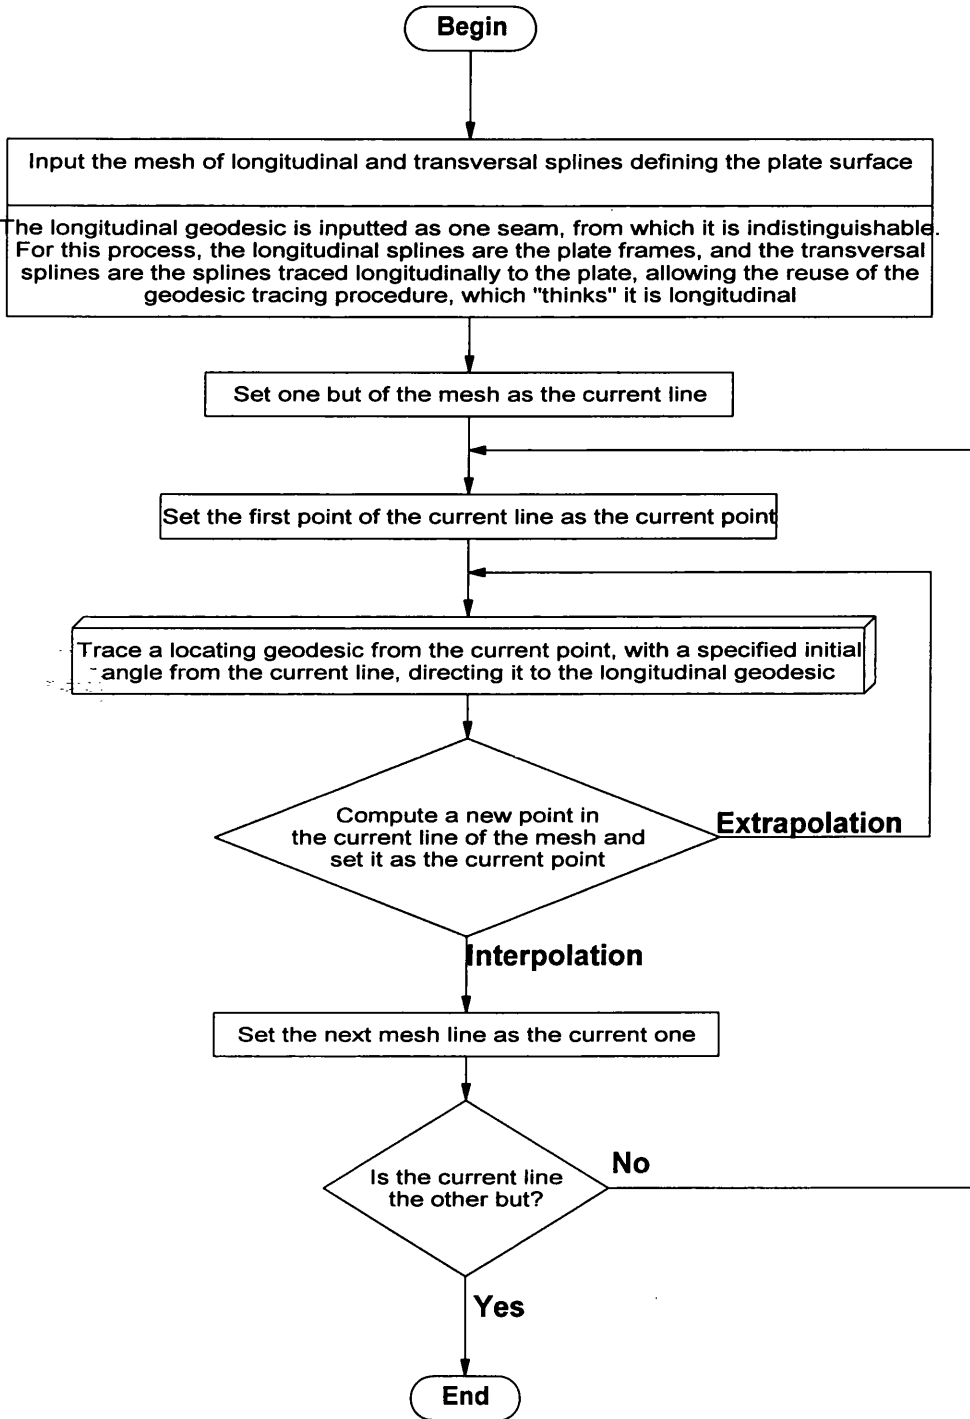 Begin
Input the mesh of longitudinal and transversal splines defining the plate surface
The longitudinal geodesic is inputted as one seam, from which it is indistinguishable.
For this process, the longitudinal splines are the plate frames, and the transversal
splines are the splines traced longitudinally to the plate, allowing the reuse of the
geodesic tracing procedure, which "thinks" it is longitudinal
Set one but of the mesh as the current line
Set the first point of the current line as the current point
Trace a locating geodesic from the current point, with a specified initial
angle from the current line, directing it to the longitudinal geodesic
Compute a new point in
the current line of the mesh and
set it as the current point
Extrapolation
Interpolation
Set the next mesh line as the current one
Is the current line
the other but?
No
Yes
End